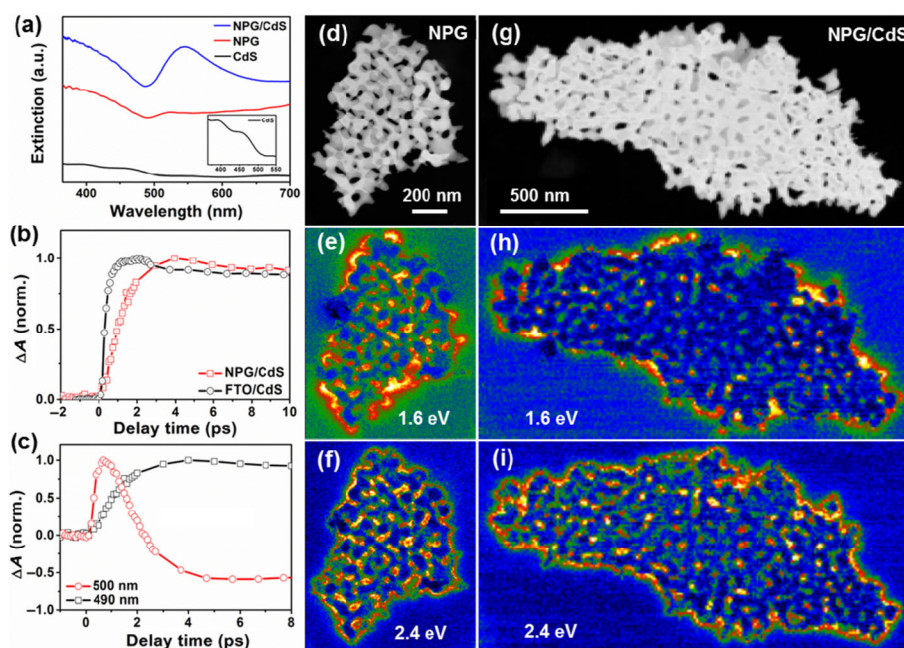 (a)
NPG/CdS
NPG
CdS
Extinction (a.u.)
CdS
400 450 500 550
400 500 600 700
Wavelength (nm)
(b)
ΔA (norm.)
1.0
0.5
0.0
NPG/CdS
FTO/CdS
−2 0 2 4 6 8 10
Delay time (ps)
(c)
ΔA (norm.)
1.0
0.5
0.0
−0.5
−1.0
500 nm
490 nm
0 2 4 6 8
Delay time (ps)
(d)
NPG
200 nm
(e)
1.6 eV
(f)
2.4 eV
(g)
NPG/CdS
500 nm
(h)
1.6 eV
(i)
2.4 eV